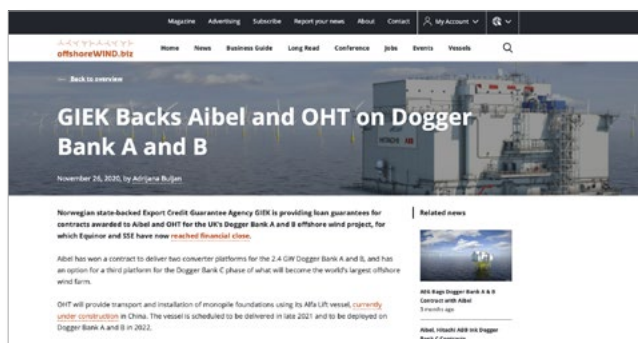 Magazine Advertising Subscribe Report your news About Contact My Account
offshoreWIND.biz Home News Business Guide Long Read Conference Jobs Events Vessels
Back to overview
GIEK Backs Aibel and OHT on Dogger
Bank A and B
HITACHI ABB
November 26, 2020, by Adrijana Buljan
Norwegian state-backed Export Credit Guarantee Agency GIEK is providing loan guarantees for
contracts awarded to Aibel and OHT for the UK's Dogger Bank A and B offshore wind project, for
which Equinor and SSE have now reached financial close.
Aibel has won a contract to deliver two converter platforms for the 2.4 GW Dogger Bank A and B, and has
an option for a third platform for the Dogger Bank C phase of what will become the world's largest offshore
wind farm.
OHT will provide transport and installation of monopile foundations using its Alfa Lift vessel, currently
under construction in China. The vessel is scheduled to be delivered in late 2021 and to be deployed on
Dogger Bank A and B in 2022.
Related news
Bags Dogger Bank A & B
Contract with Aibel
3 months ago
Aibel, Hitachi ABB Ink Dogger
Bank C